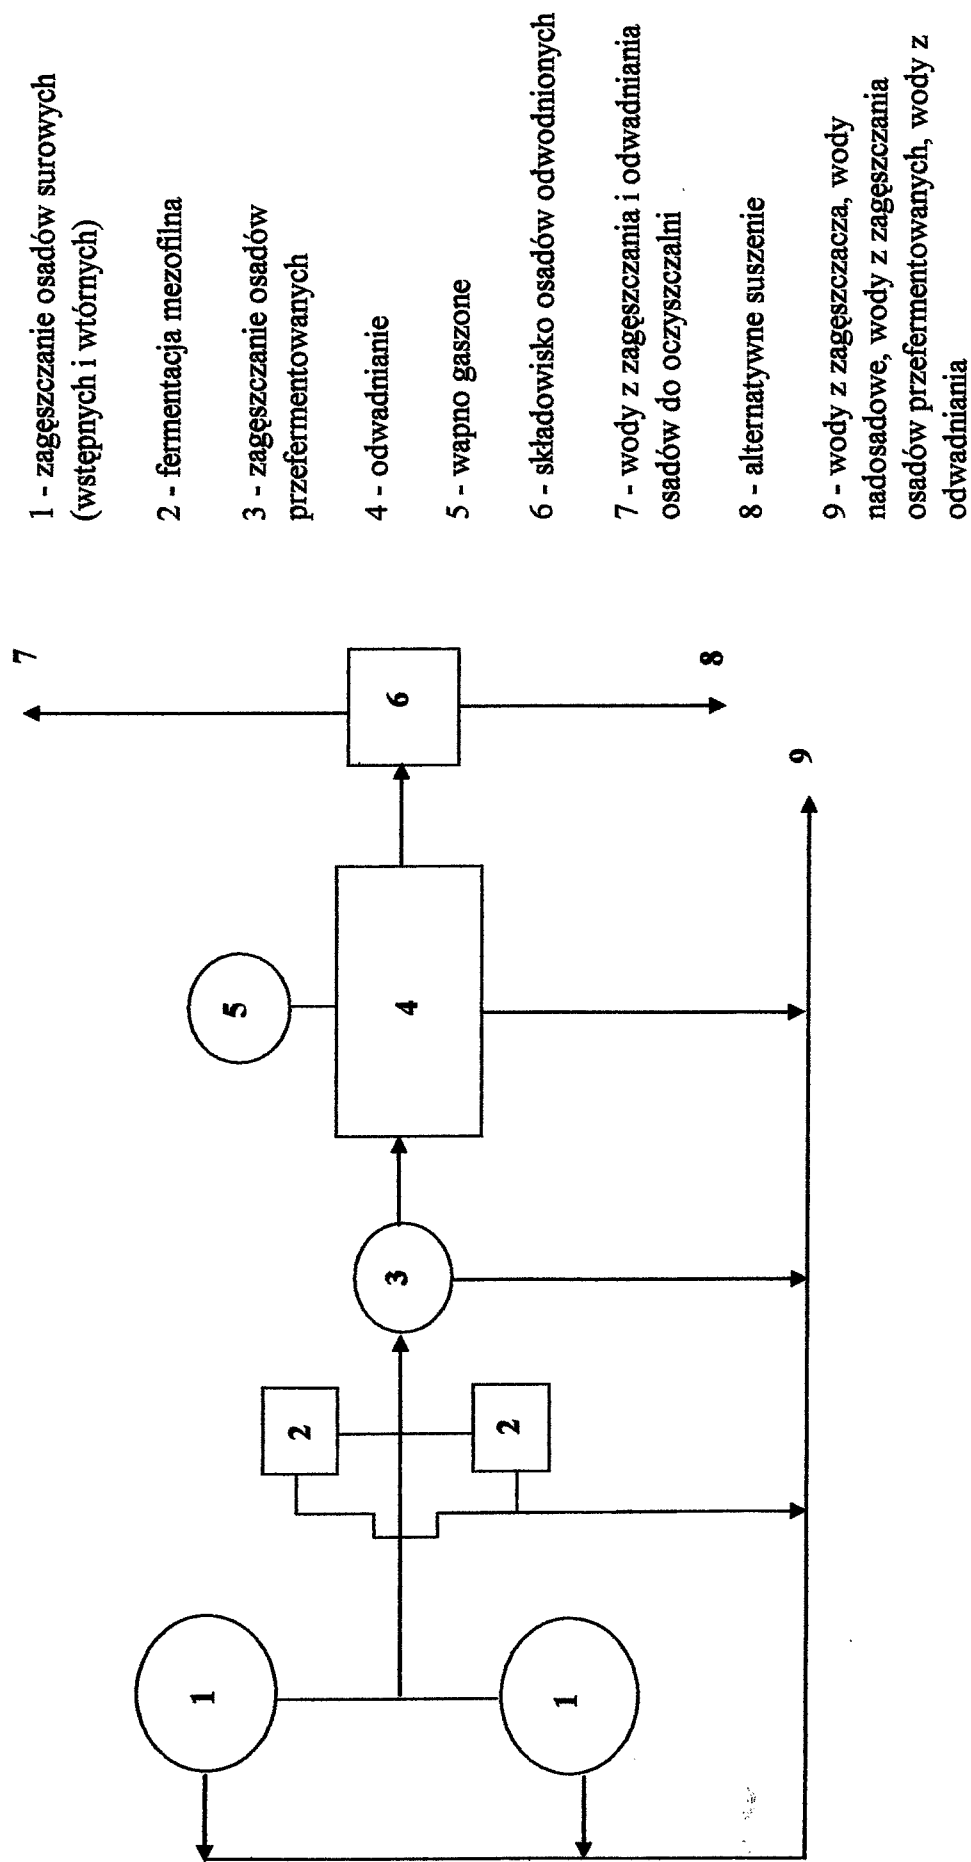 1
1
2
2
3
4
5
6
7
8
9
1 - zagęszczanie osadów surowych
(wstępnych i wtórnych)
2 - fermentacja mezofilna
3 - zagęszczanie osadów
przefermentowanych
4 - odwadnianie
5 - wapno gaszone
6 - składowisko osadów odwodnionych
7 - wody z zagęszczania i odwadniania
osadów do oczyszczalni
8 - alternatywne suszenie
9 - wody z zagęszczacza, wody
nadosadowe, wody z zagęszczania
osadów przefermentowanych, wody z
odwadniania